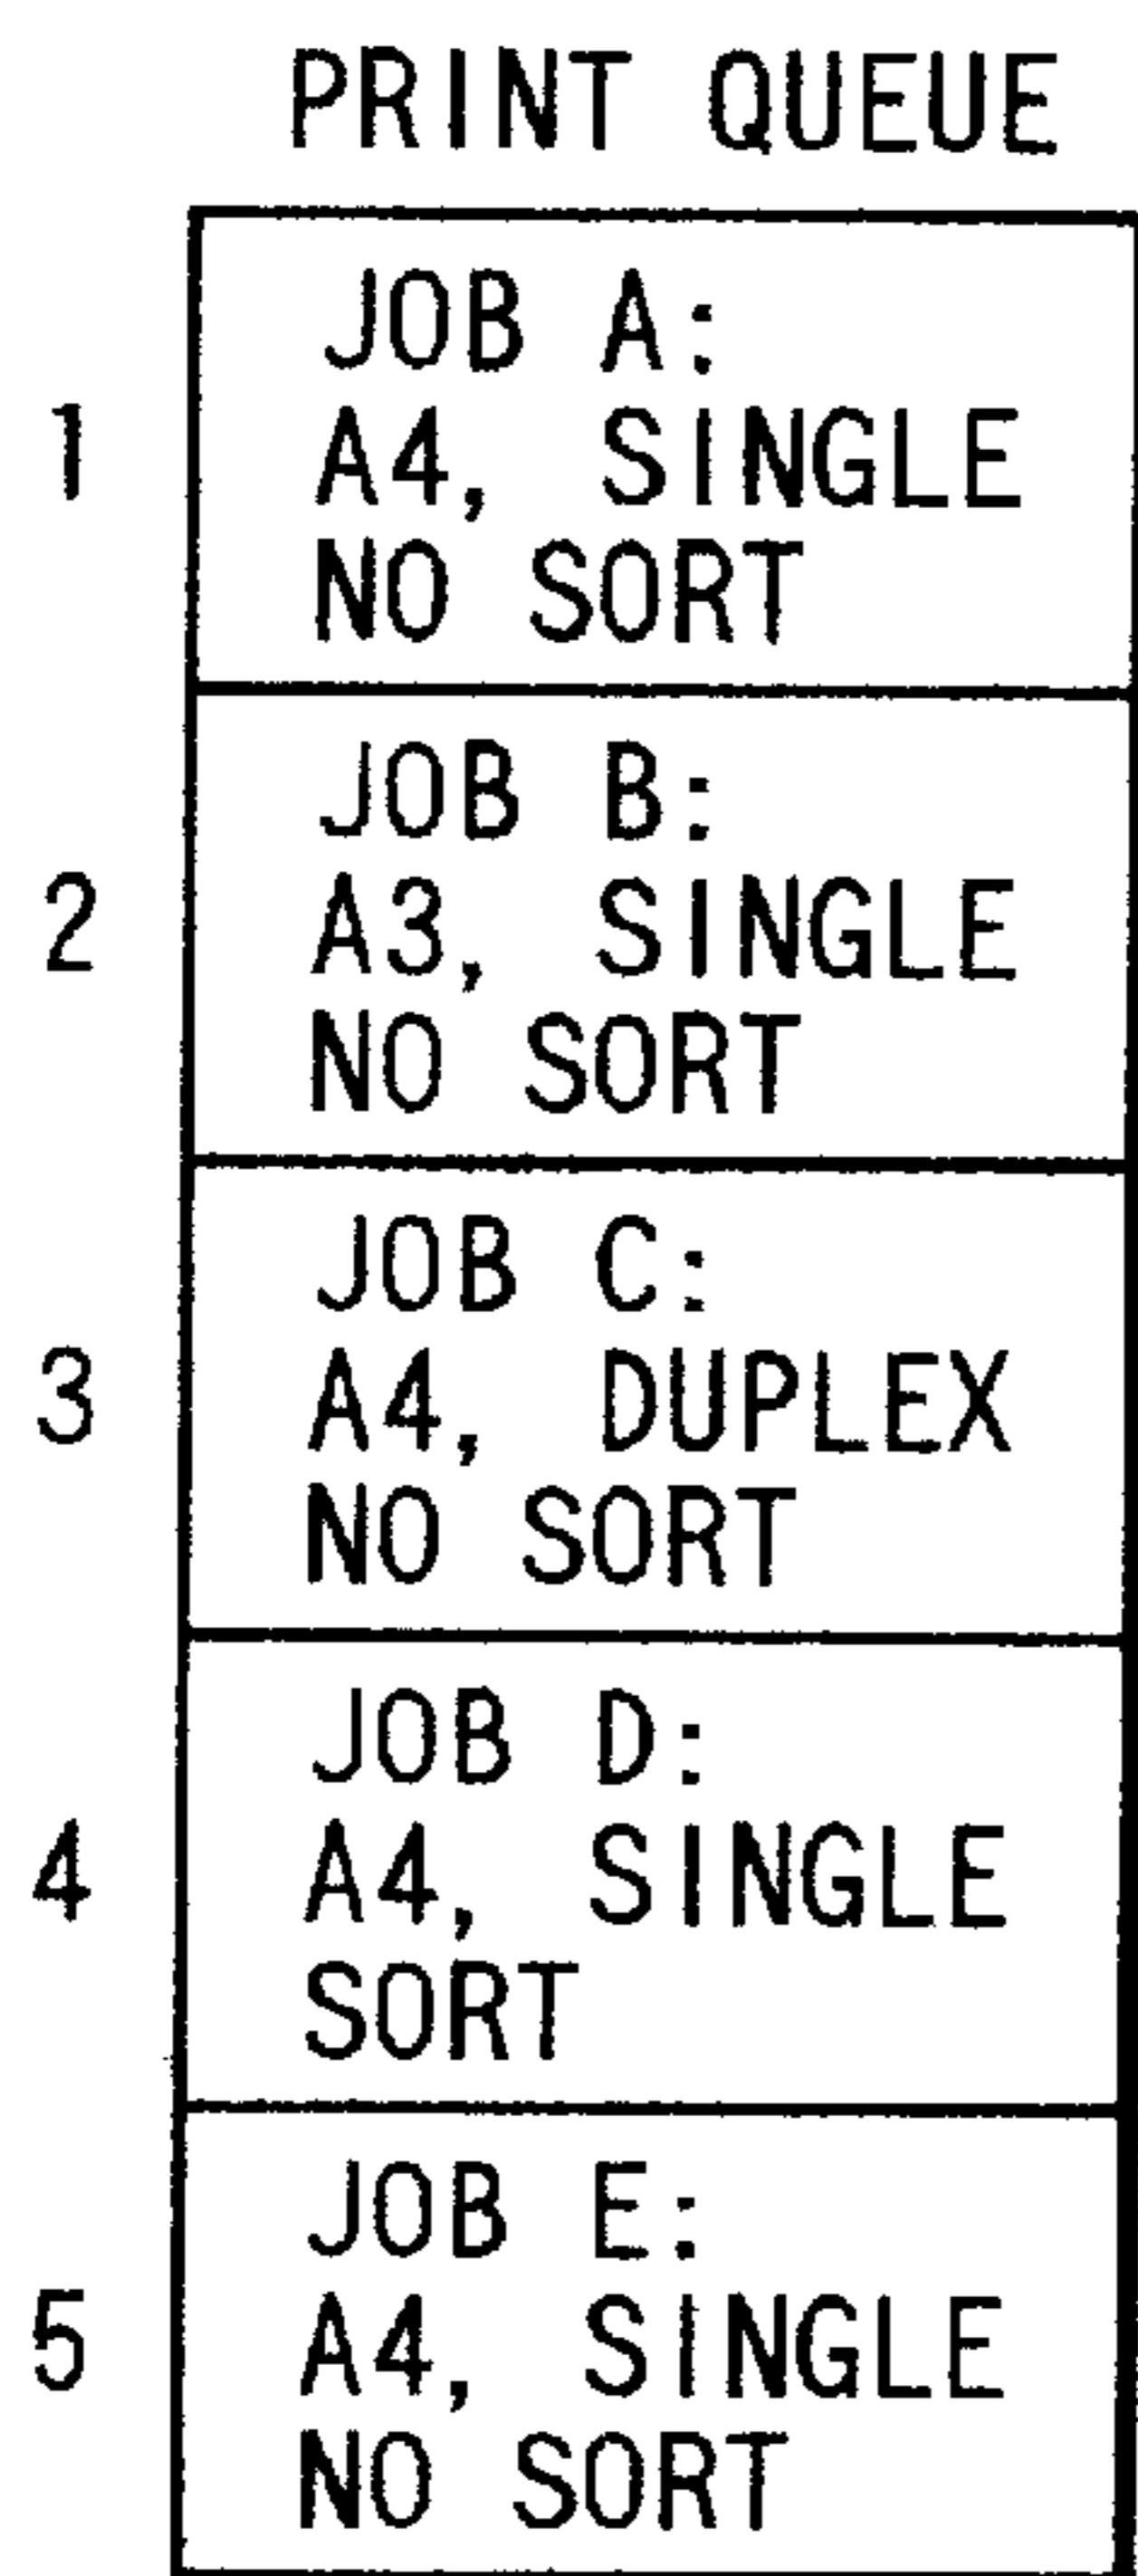 PRINT QUEUE
JOB A:
1 A4, SINGLE
NO SORT
JOB B:
2 A3, SINGLE
NO SORT
JOB C:
3 A4, DUPLEX
NO SORT
JOB D:
4 A4, SINGLE
SORT
JOB E:
5 A4, SINGLE
NO SORT